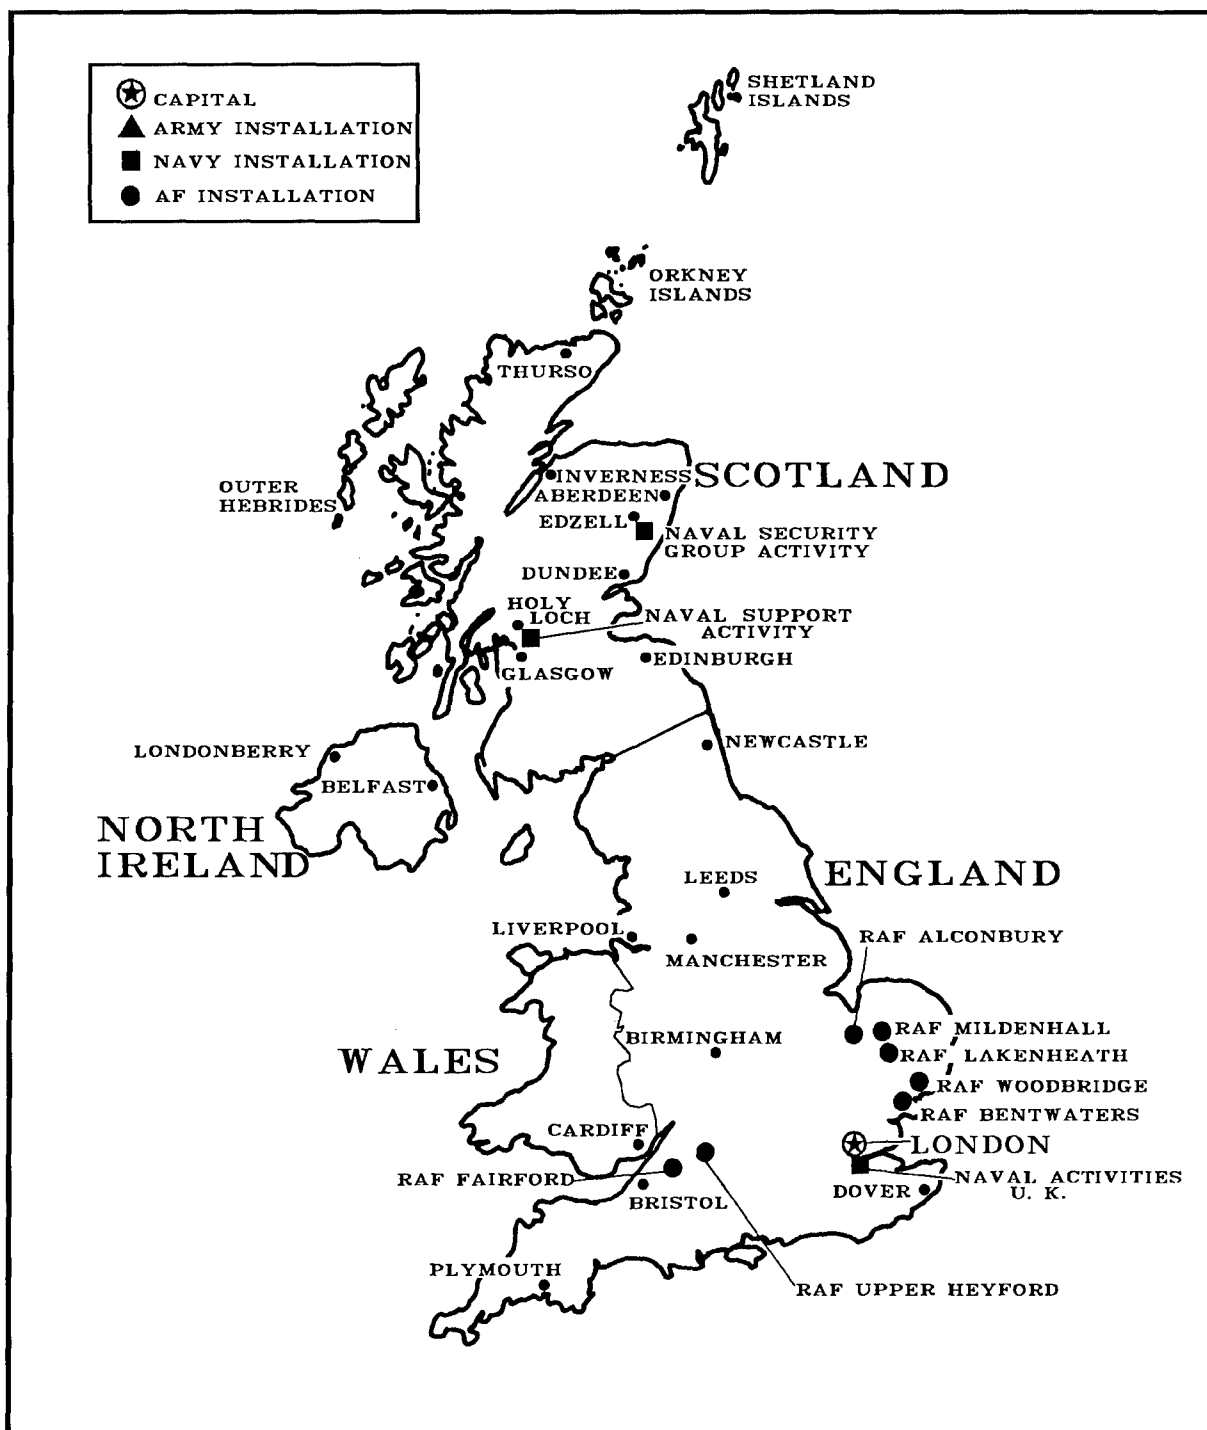 CAPITAL
ARMY INSTALLATION
NAVY INSTALLATION
AF INSTALLATION
SHETLAND
ISLANDS
ORKNEY
ISLANDS
THURSO
OUTER
HEBRIDES
INVERNESS
SCOTLAND
ABERDEEN
EDZELL
NAVAL SECURITY
GROUP ACTIVITY
DUNDEE
HOLY
LOCH
NAVAL SUPPORT
ACTIVITY
EDINBURGH
GLASGOW
LONDONBERRY
NEWCASTLE
BELFAST
NORTH
IRELAND
ENGLAND
LEEDS
LIVERPOOL
RAF ALCONBURY
MANCHESTER
RAF MILDENHALL
BIRMINGHAM
RAF LAKENHEATH
WALES
RAF WOODBRIDGE
RAF BENTWATERS
CARDIFF
LONDON
RAF FAIRFORD
NAVAL ACTIVITIES
U. K.
DOVER
BRISTOL
PLYMOUTH
RAF UPPER HEYFORD